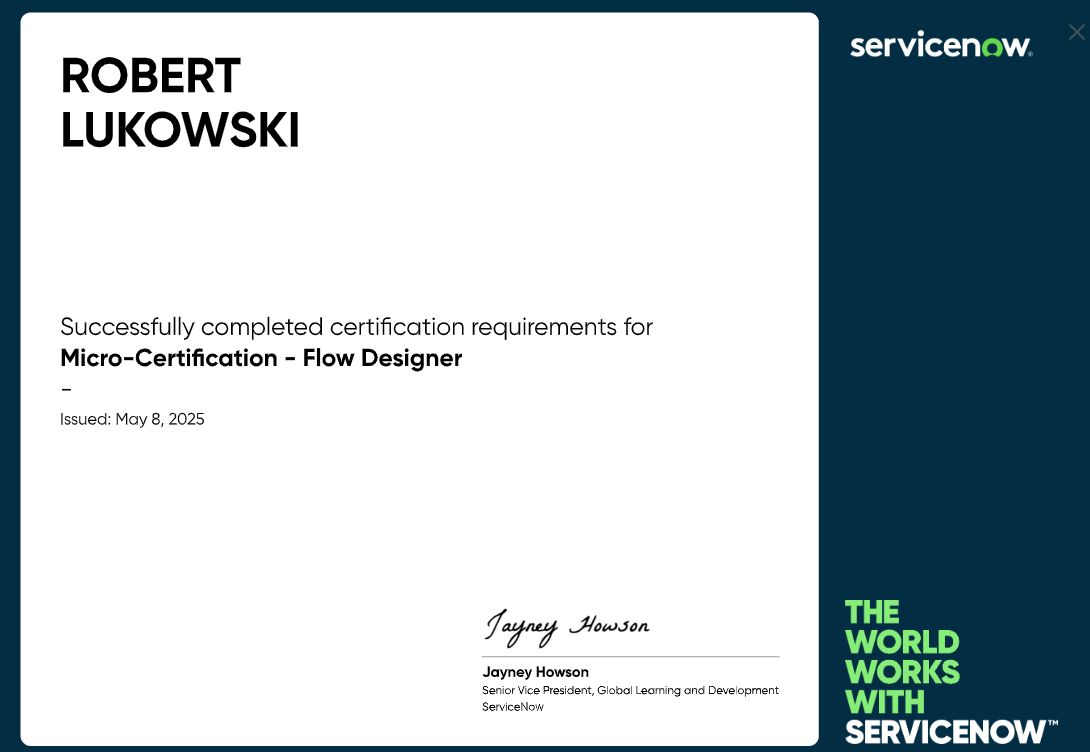 ROBERT
LUKOWSKI
Successfully completed certification requirements for
Micro-Certification - Flow Designer
–
Issued: May 8, 2025
Jayney Howson
Jayney Howson
Senior Vice President, Global Learning and Development
ServiceNow
servicenow®
THE
WORLD
WORKS
WITH
SERVICENOW™